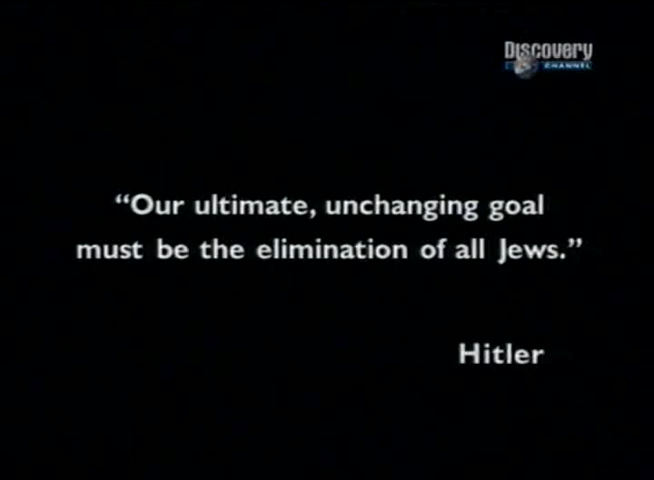 Discovery
CHANNEL
“Our ultimate, unchanging goal
must be the elimination of all Jews.”
Hitler